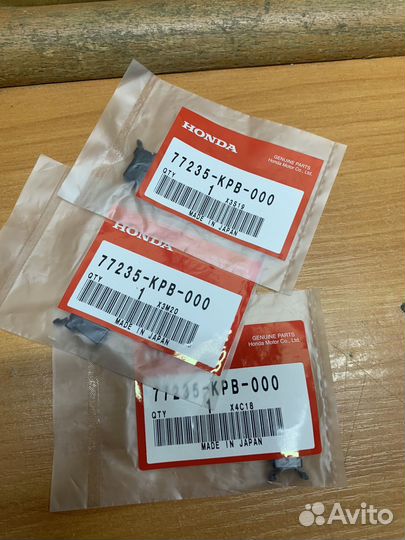 HONDA
GENUINE PARTS
Honda Motor Co., Ltd.
77235-KPB-000
QTY 1 X3S19
MADE IN JAPAN
HONDA
77235-KPB-000
QTY 1 X3M20
MADE IN JAPAN
GENUINE PARTS
Honda Motor Co., Ltd.
77235-KPB-000
QTY 1 X4C18
MADE IN JAPAN
Avito